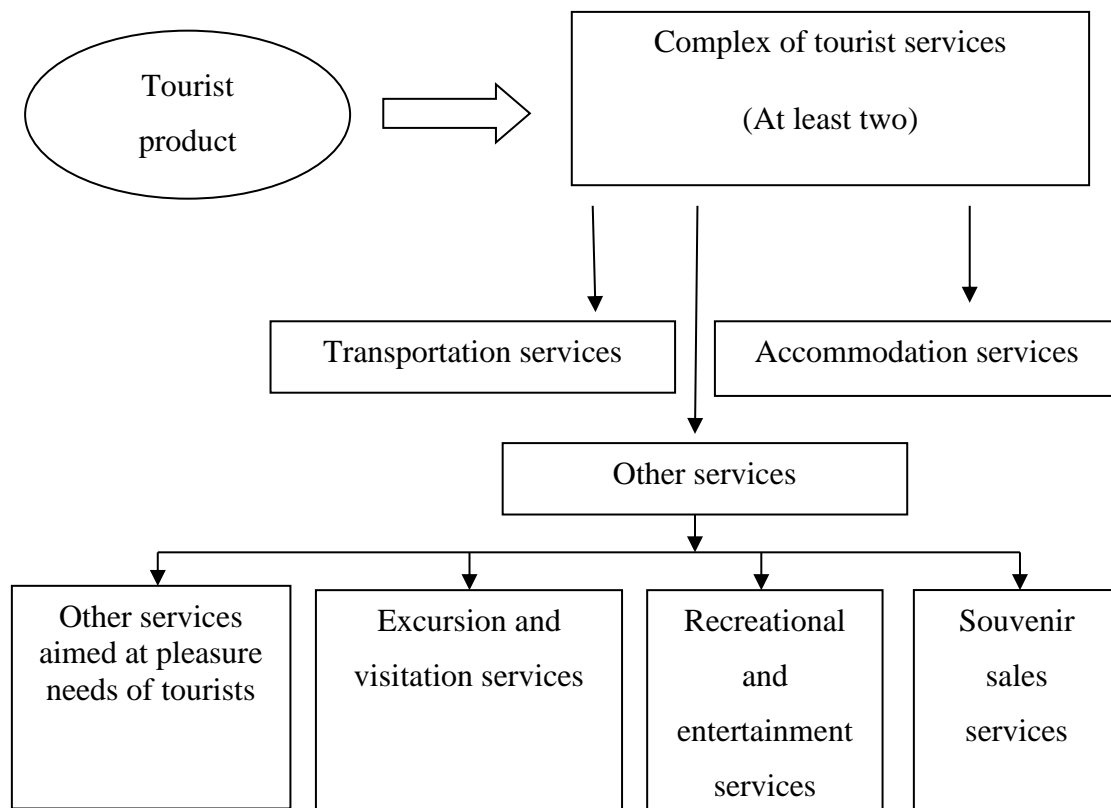 Tourist
product
Complex of tourist services
(At least two)
Transportation services
Accommodation services
Other services
Other services
aimed at pleasure
needs of tourists
Excursion and
visitation services
Recreational
and
entertainment
services
Souvenir
sales
services